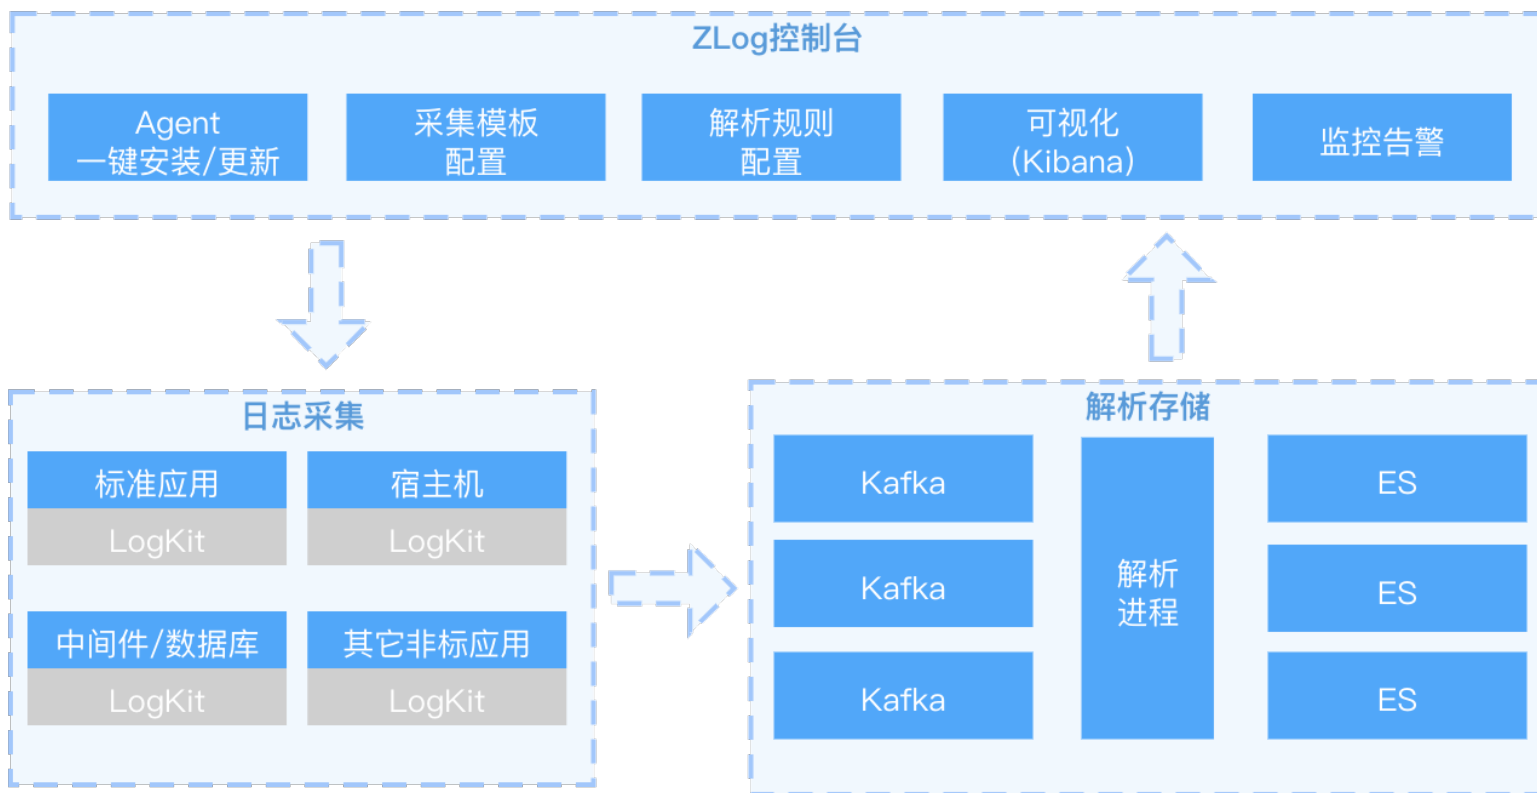 ZLog控制台
Agent
一键安装/更新
采集模板
配置
解析规则
配置
可视化
（Kibana）
监控告警
日志采集
标准应用
LogKit
宿主机
LogKit
中间件/数据库
LogKit
其它非标应用
LogKit
解析存储
Kafka
Kafka
Kafka
解析
进程
ES
ES
ES